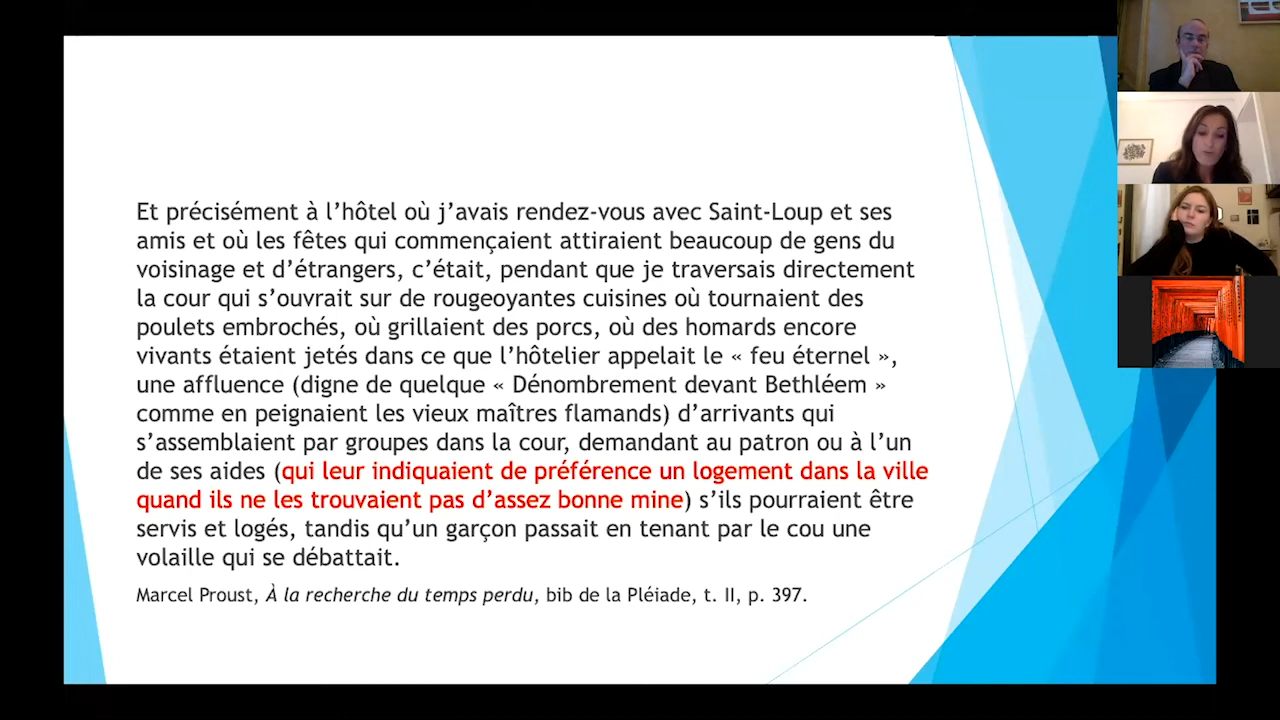 Et précisément à l’hôtel où j’avais rendez-vous avec Saint-Loup et ses
amis et où les fêtes qui commençaient attiraient beaucoup de gens du
voisinage et d’étrangers, c’était, pendant que je traversais directement
la cour qui s’ouvrait sur de rougeoyantes cuisines où tournaient des
poulets embrochés, où grillaient des porcs, où des homards encore
vivants étaient jetés dans ce que l’hôtelier appelait le « feu éternel »,
une affluence (digne de quelque « Dénombrement devant Bethléem »
comme en peignaient les vieux maîtres flamands) d’arrivants qui
s’assemblaient par groupes dans la cour, demandant au patron ou à l’un
de ses aides (qui leur indiquaient de préférence un logement dans la ville
quand ils ne les trouvaient pas d’assez bonne mine) s’ils pourraient être
servis et logés, tandis qu’un garçon passait en tenant par le cou une
volaille qui se débattait.
Marcel Proust, À la recherche du temps perdu, bib de la Pléiade, t. II, p. 397.